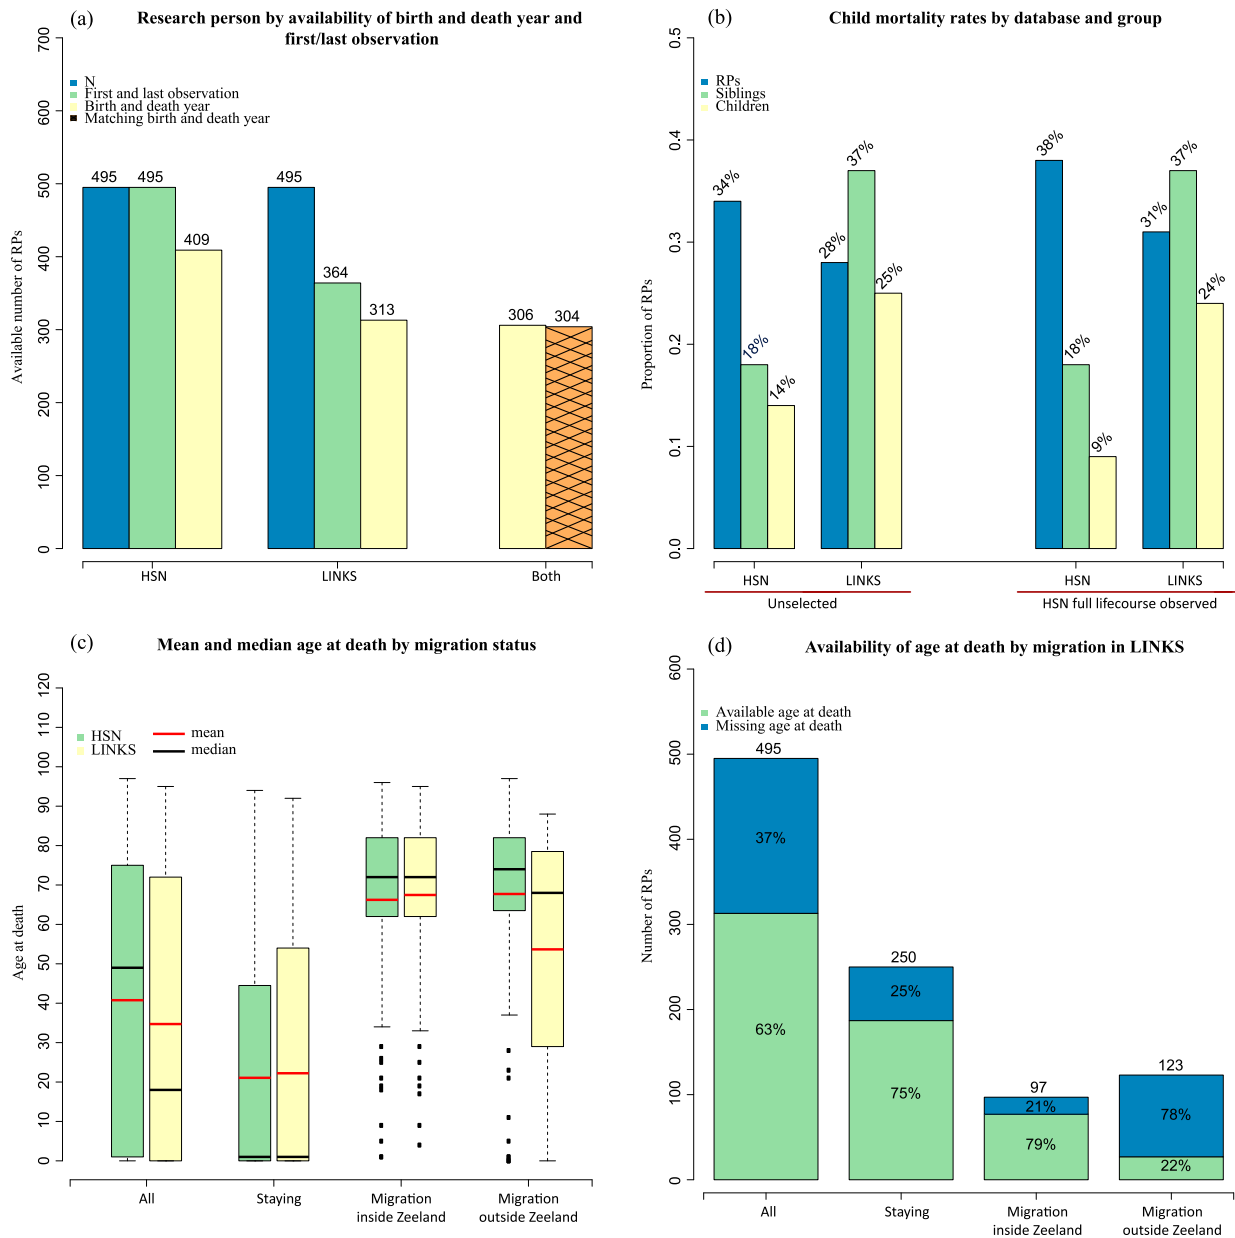 (a)
Research person by availability of birth and death year and
first/last observation
700
600
500
400
300
200
100
0
Available number of RPs
N
First and last observation
Birth and death year
Matching birth and death year
495
495
409
495
364
313
306
304
HSN
LINKS
Both
(b)
Child mortality rates by database and group
0.5
0.4
0.3
0.2
0.1
0.0
Proportion of RPs
RPs
Siblings
Children
34%
18%
14%
28%
37%
25%
38%
18%
9%
31%
37%
24%
HSN
LINKS
HSN
LINKS
Unselected
HSN full lifecourse observed
(c)
Mean and median age at death by migration status
120
110
100
90
80
70
60
50
40
30
20
10
0
Age at death
HSN
LINKS
mean
median
All
Staying
Migration
inside Zeeland
Migration
outside Zeeland
(d)
Availability of age at death by migration in LINKS
600
500
400
300
200
100
0
Number of RPs
Available age at death
Missing age at death
495
37%
63%
250
25%
75%
97
21%
79%
123
78%
22%
All
Staying
Migration
inside Zeeland
Migration
outside Zeeland